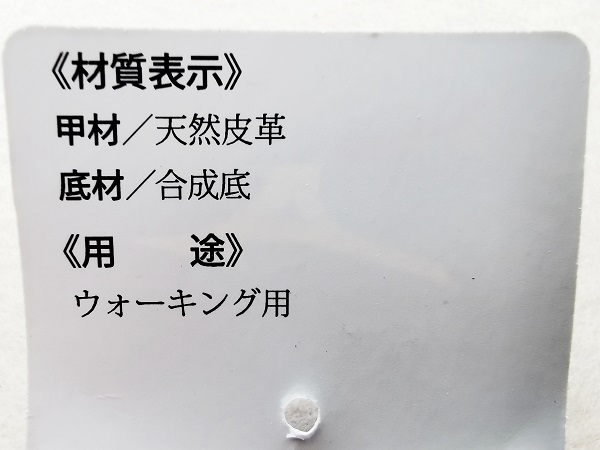 《材質表示》
甲材／天然皮革
底材／合成底
《用　　途》
ウォーキング用